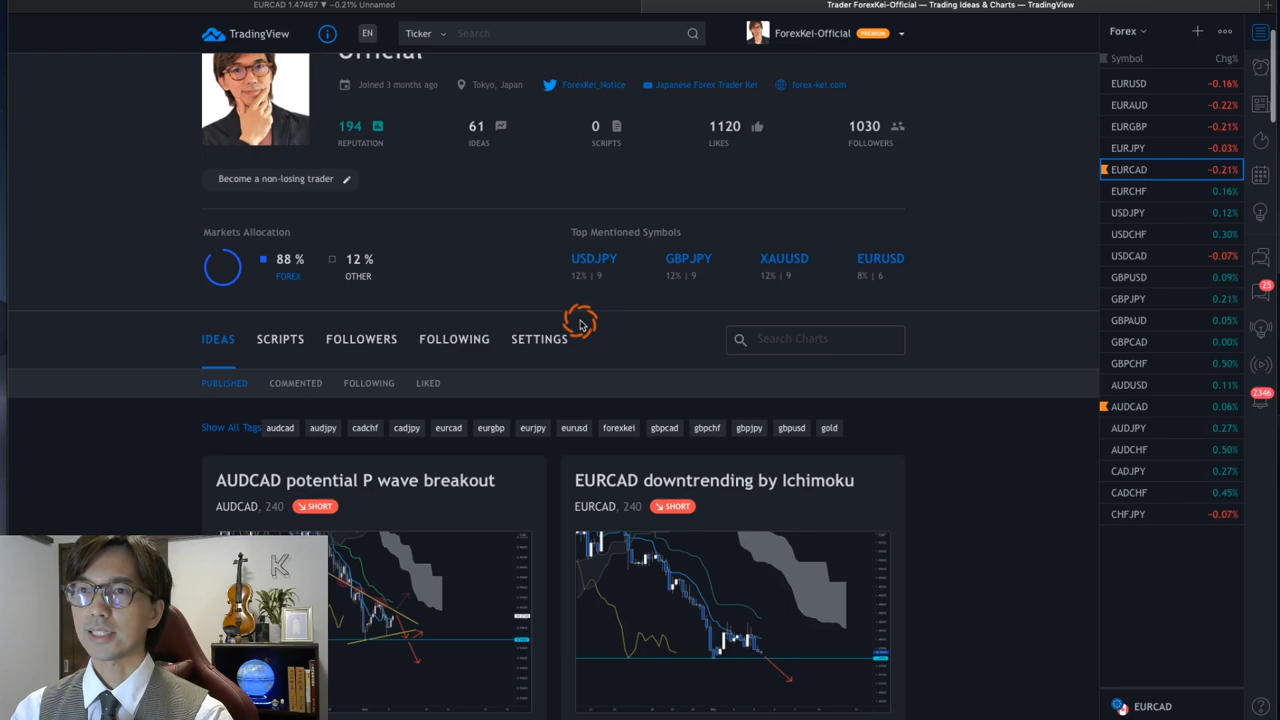 EURCAD 1.47467 ▼ −0.21% Unnamed
Trader ForexKei-Official — Trading Ideas & Charts — TradingView
TradingView
EN
Ticker
Search
ForexKei-Official
PREMIUM
Official
Joined 3 months ago
Tokyo, Japan
ForexKei_Notice
Japanese Forex Trader Kei
forex-kei.com
194
REPUTATION
61
IDEAS
0
SCRIPTS
1120
LIKES
1030
FOLLOWERS
Become a non-losing trader
Markets Allocation
88 %
FOREX
12 %
OTHER
Top Mentioned Symbols
USDJPY
12% | 9
GBPJPY
12% | 9
XAUUSD
12% | 9
EURUSD
8% | 6
IDEAS
SCRIPTS
FOLLOWERS
FOLLOWING
SETTINGS
Search Charts
PUBLISHED
COMMENTED
FOLLOWING
LIKED
Show All Tags
audcad
audjpy
cadchf
cadjpy
eurcad
eurgbp
eurjpy
eurusd
forexkei
gbpcad
gbpchf
gbpjpy
gbpusd
gold
AUDCAD potential P wave breakout
AUDCAD, 240
SHORT
EURCAD downtrending by Ichimoku
EURCAD, 240
SHORT
K
Forex
Symbol Chg%
EURUSD −0.16%
EURAUD −0.22%
EURGBP −0.21%
EURJPY −0.03%
EURCAD −0.21%
EURCHF 0.16%
USDJPY 0.12%
USDCHF 0.30%
USDCAD −0.07%
GBPUSD 0.09%
GBPJPY 0.21%
GBPAUD 0.05%
GBPCAD 0.00%
GBPCHF 0.50%
AUDUSD 0.11%
AUDCAD 0.06%
AUDJPY 0.27%
AUDCHF 0.50%
CADJPY 0.27%
CADCHF 0.45%
CHFJPY −0.07%
EURCAD
25
2346